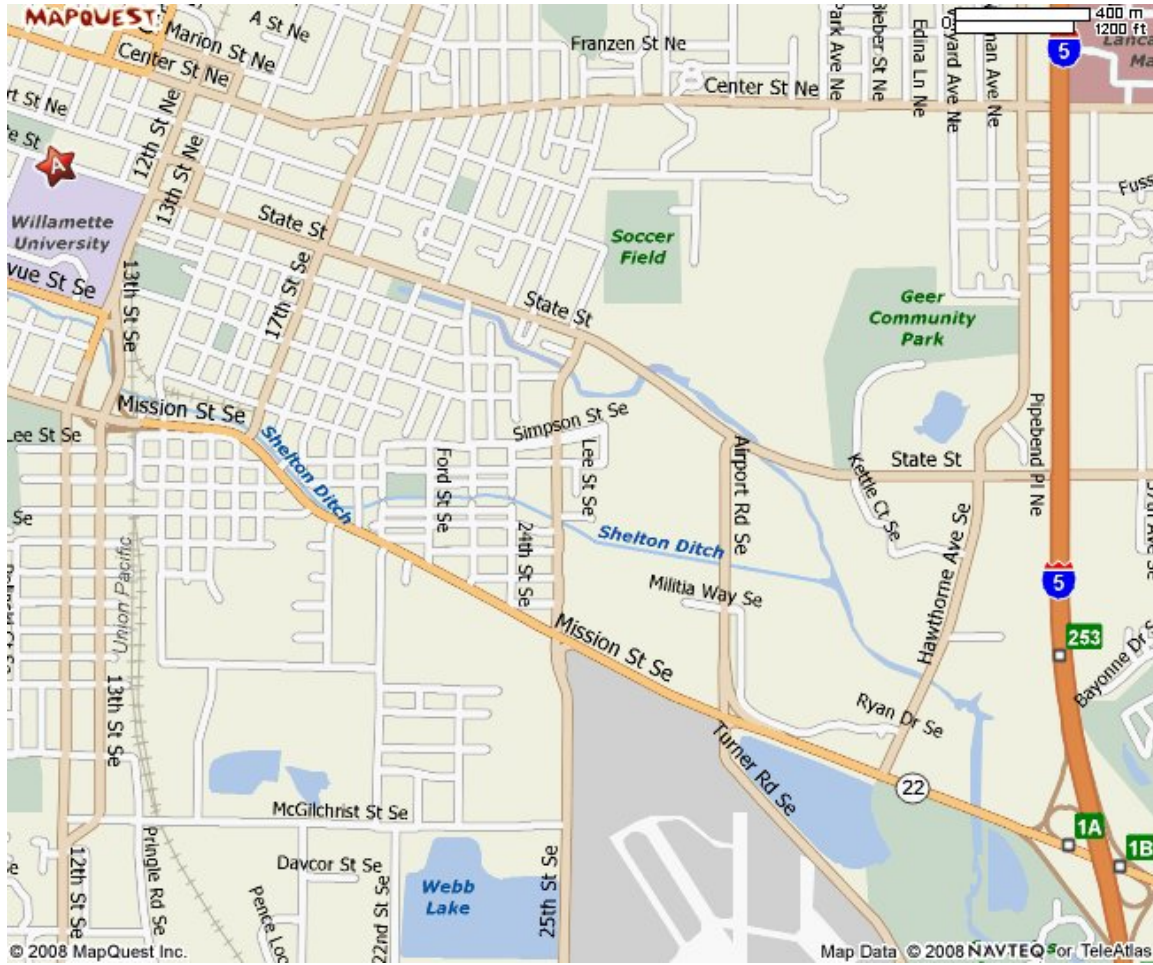 MAPQUEST
A St Ne
Marion St Ne
Center St Ne
Franzen St Ne
Park Ave Ne
Bieber St Ne
Edina Ln Ne
400 m
1200 ft
0
5
Center St Ne
12th St Ne
13th St Ne
A
Willamette
University
State St
Soccer
Field
Geer
Community
Park
13th St Se
17th St Se
State St
Mission St Se
Lee St Se
Simpson St Se
Shelton Ditch
Ford St Se
Lee St Se
Airport Rd Se
State St
Kettle Ct Se
Pipebend Pl Ne
Hawthorne Ave Se
Se
24th St Se
Shelton Ditch
Union Pacific
Militia Way Se
5
253
Mission St Se
Bayonne Dr S
13th St Se
Ryan Dr Se
Turner Rd Se
22
McGilchrist St Se
1A
1B
12th St Se
Pringle Rd Se
Davcor St Se
Pence Loo
22nd St Se
Webb
Lake
25th St Se
© 2008 MapQuest Inc.
Map Data © 2008 NAVTEQ or TeleAtlas